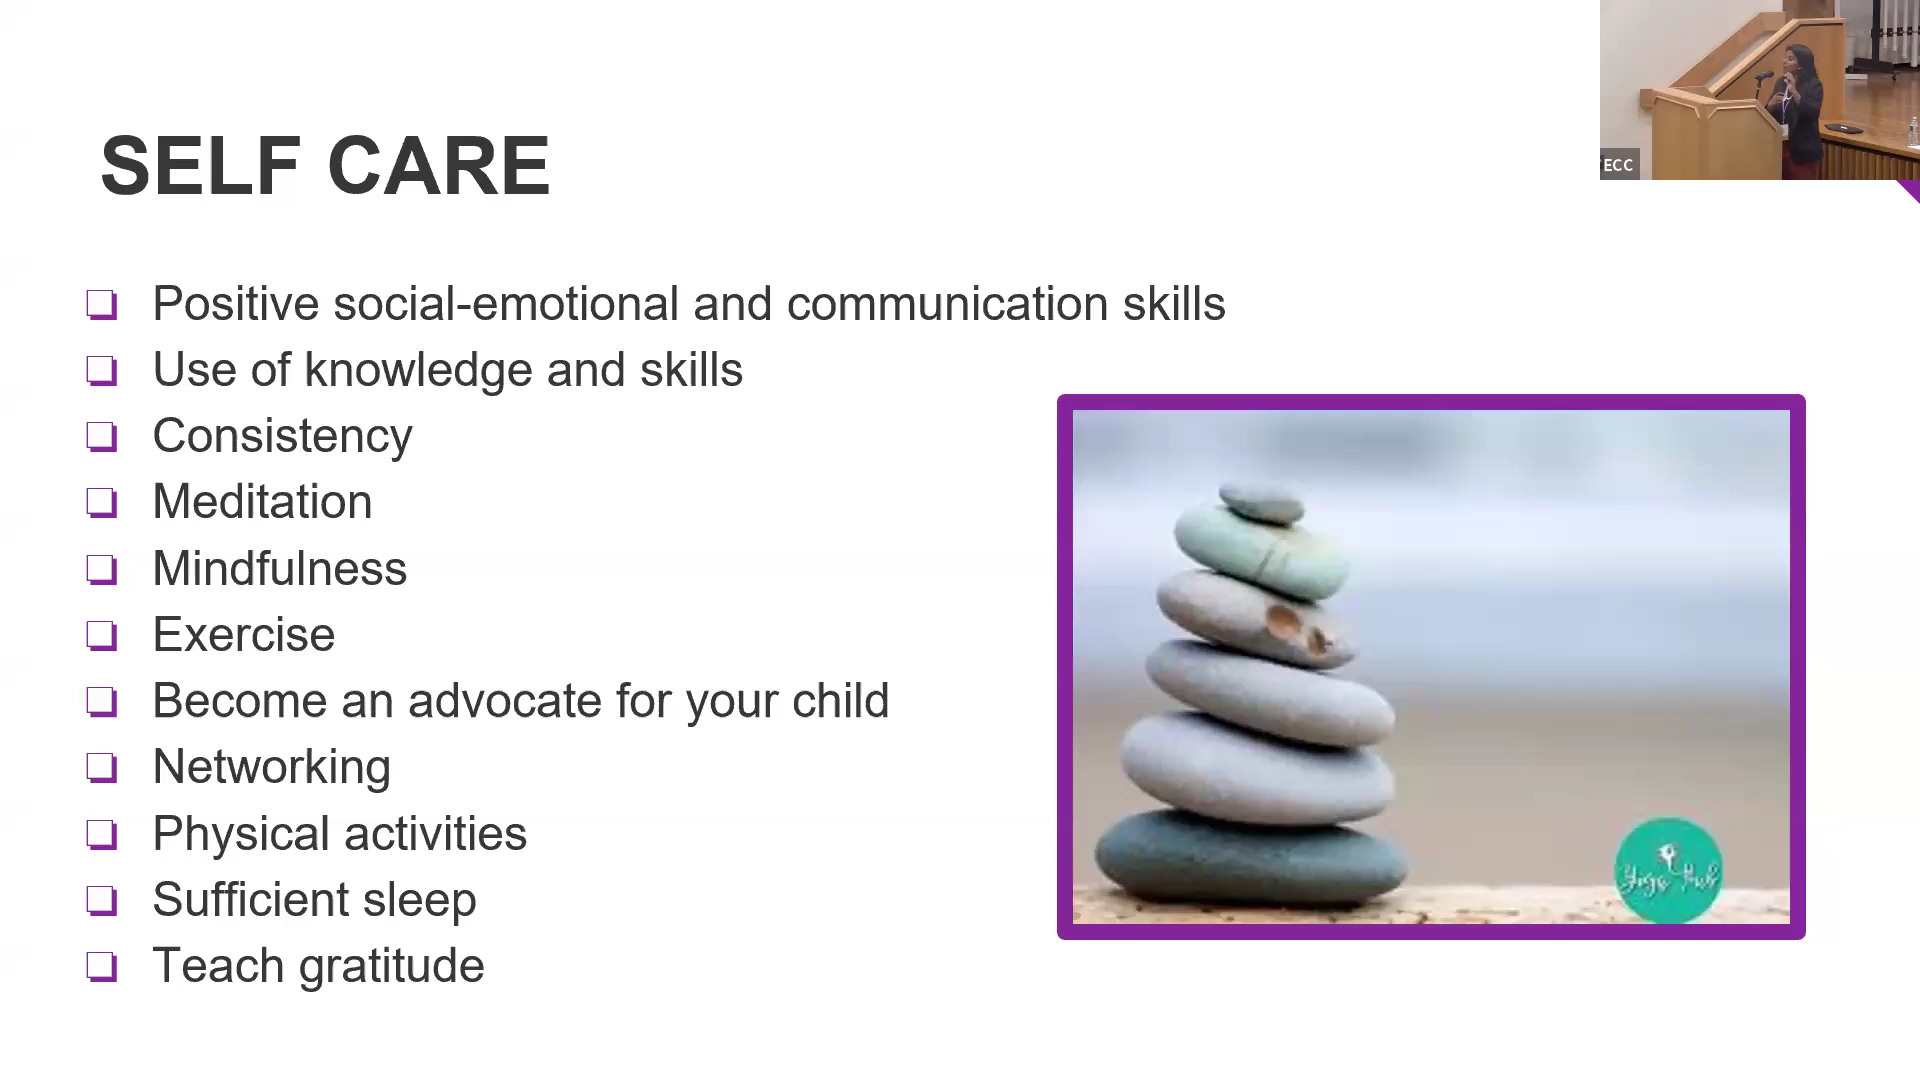 ECC
SELF CARE
Positive social-emotional and communication skills
Use of knowledge and skills
Consistency
Meditation
Mindfulness
Exercise
Become an advocate for your child
Networking
Physical activities
Sufficient sleep
Teach gratitude